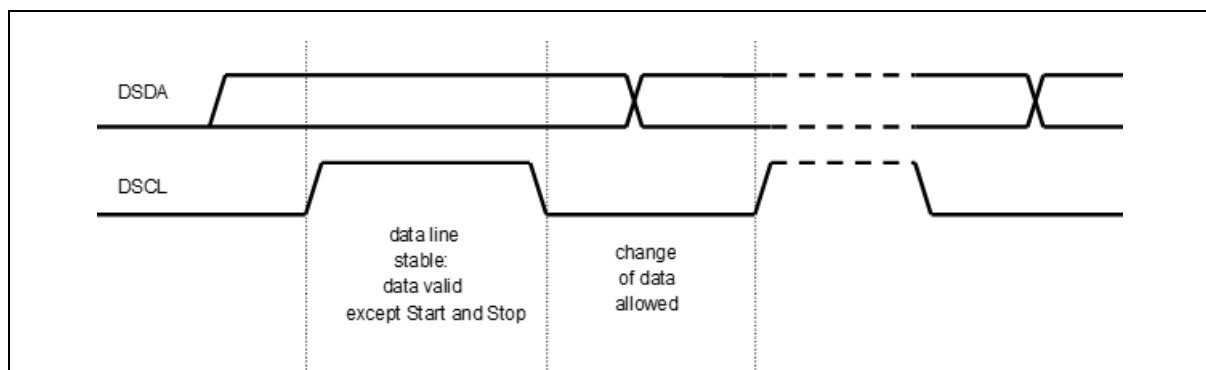 DSDA
DSCL
data line
stable:
data valid
except Start and Stop
change
of data
allowed